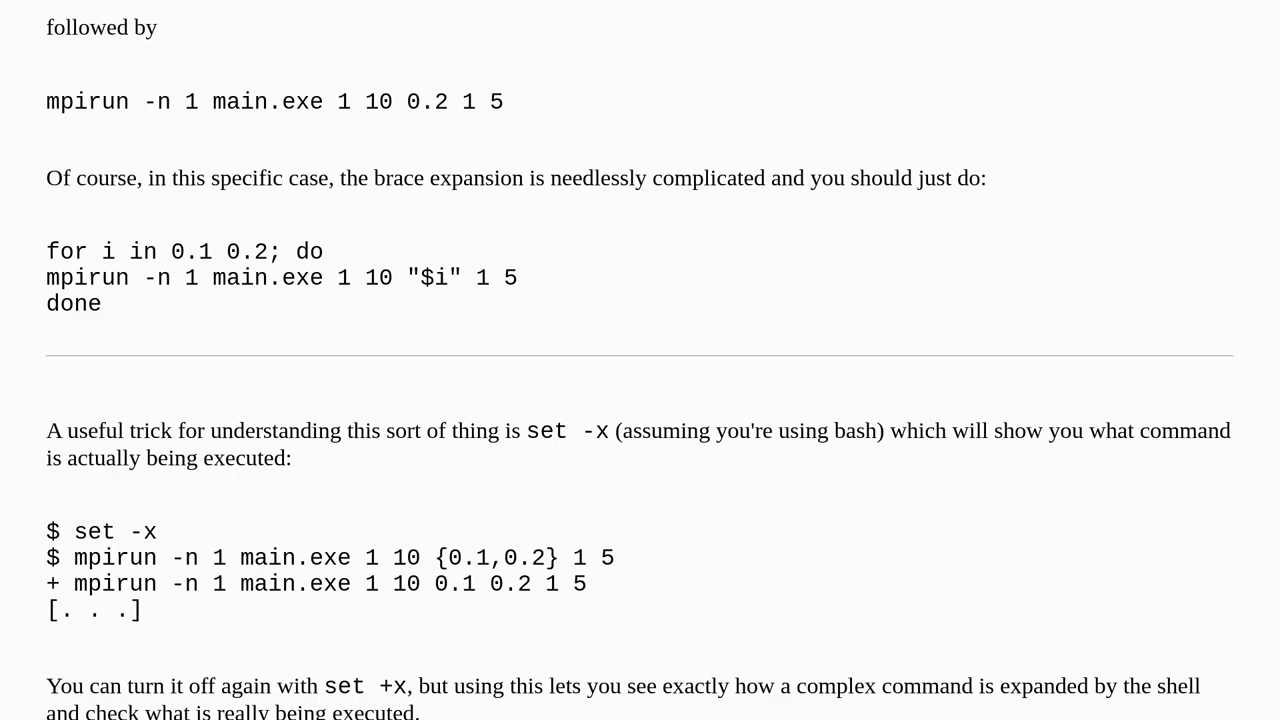 followed by
mpirun -n 1 main.exe 1 10 0.2 1 5
Of course, in this specific case, the brace expansion is needlessly complicated and you should just do:
for i in 0.1 0.2; do
mpirun -n 1 main.exe 1 10 "$i" 1 5
done
A useful trick for understanding this sort of thing is set -x (assuming you're using bash) which will show you what command
is actually being executed:
$ set -x
$ mpirun -n 1 main.exe 1 10 {0.1,0.2} 1 5
+ mpirun -n 1 main.exe 1 10 0.1 0.2 1 5
[. . .]
You can turn it off again with set +x, but using this lets you see exactly how a complex command is expanded by the shell
and check what is really being executed.